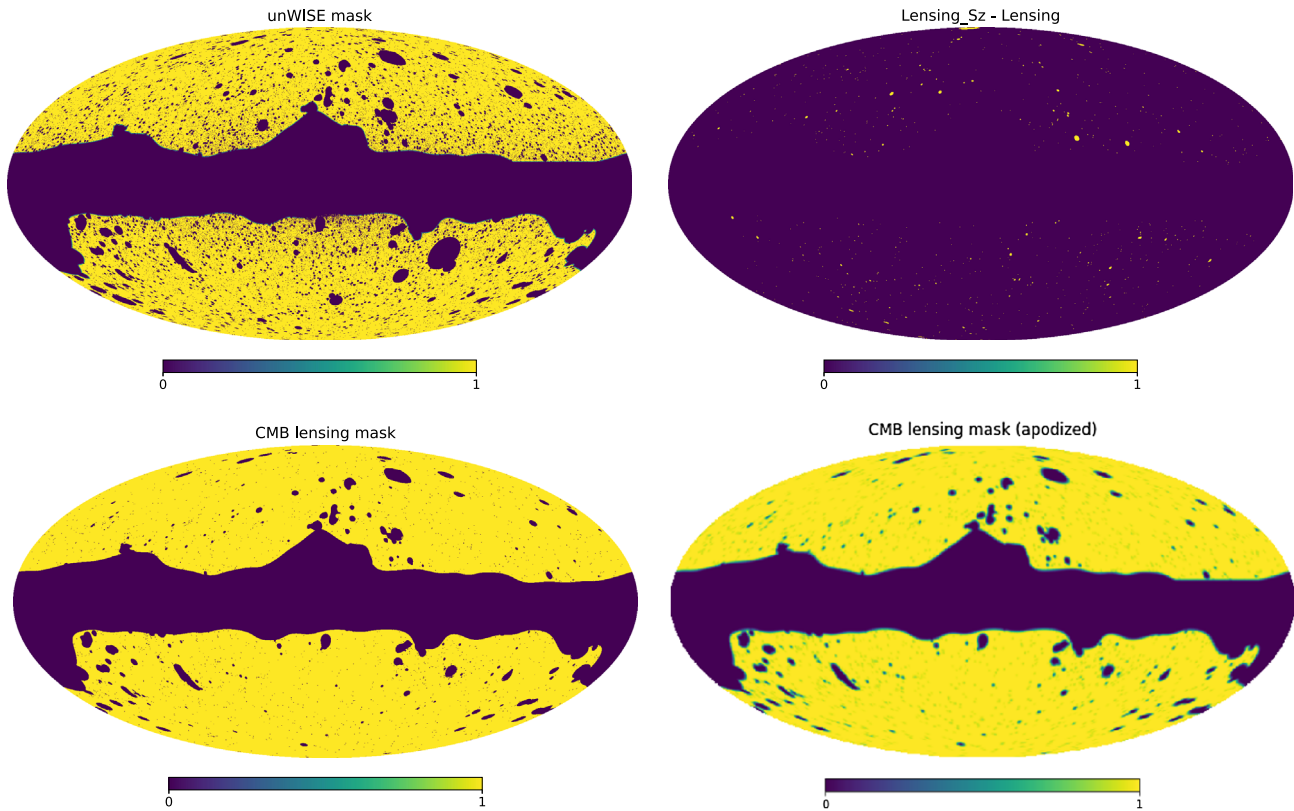 unWISE mask
Lensing_Sz - Lensing
0 1
0 1
CMB lensing mask
CMB lensing mask (apodized)
0 1
0 1